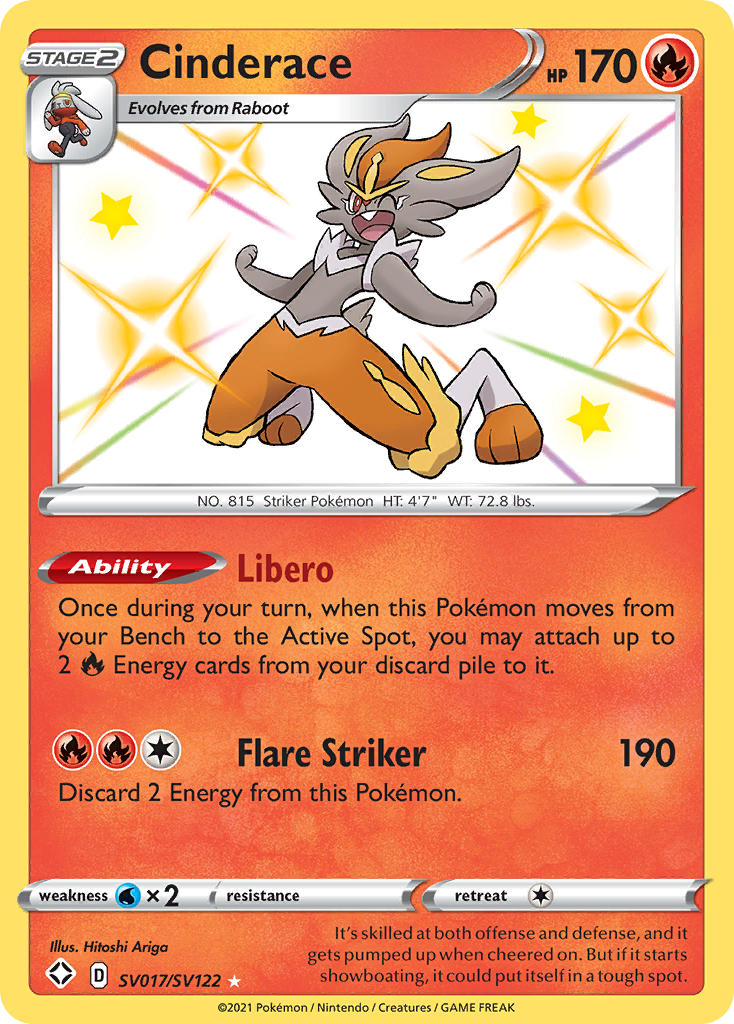 STAGE 2
Cinderace
HP 170
Evolves from Raboot
NO. 815 Striker Pokémon HT: 4'7" WT: 72.8 lbs.
Ability Libero
Once during your turn, when this Pokémon moves from
your Bench to the Active Spot, you may attach up to
2 Energy cards from your discard pile to it.
Flare Striker 190
Discard 2 Energy from this Pokémon.
weakness ×2 resistance retreat
Illus. Hitoshi Ariga
It's skilled at both offense and defense, and it
gets pumped up when cheered on. But if it starts
showboating, it could put itself in a tough spot.
D SV017/SV122
©2021 Pokémon / Nintendo / Creatures / GAME FREAK